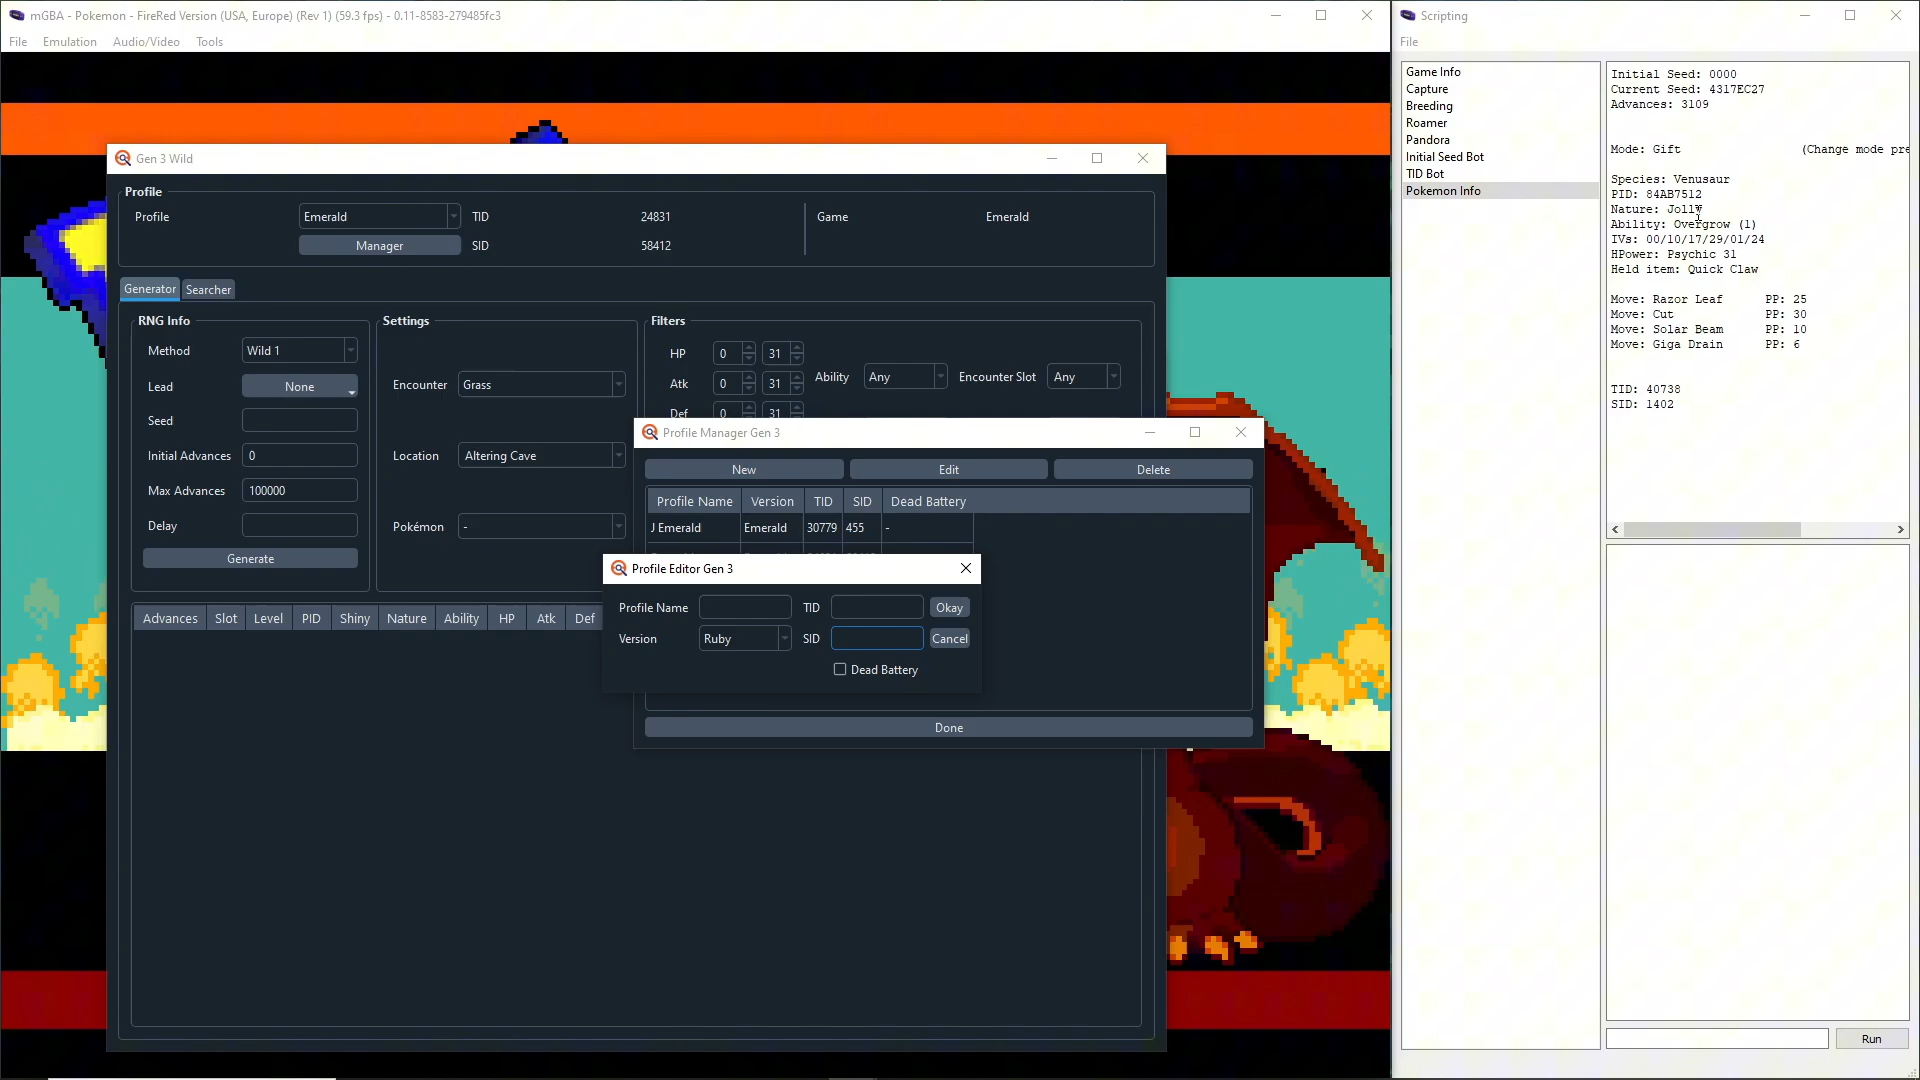 mGBA - Pokemon - FireRed Version (USA, Europe) (Rev 1) (59.3 fps) - 0.11-8583-279485fc3
File Emulation Audio/Video Tools
Gen 3 Wild
Profile
Profile Emerald TID 24831 Game Emerald
Manager SID 58412
Generator Searcher
RNG Info
Method Wild 1
Lead None
Seed
Initial Advances 0
Max Advances 100000
Delay
Generate
Settings
Encounter Grass
Location Altering Cave
Pokémon -
Filters
HP 0 31
Atk 0 31
Def 0 31
Ability Any Encounter Slot Any
Advances Slot Level PID Shiny Nature Ability HP Atk Def
Profile Manager Gen 3
New Edit Delete
Profile Name Version TID SID Dead Battery
J Emerald Emerald 30779 455 -
Done
Profile Editor Gen 3
Profile Name TID Okay
Version Ruby SID Cancel
Dead Battery
Scripting
File
Game Info
Capture
Breeding
Roamer
Pandora
Initial Seed Bot
TID Bot
Pokemon Info
Initial Seed: 0000
Current Seed: 4317EC27
Advances: 3109
Mode: Gift (Change mode pre
Species: Venusaur
PID: 84AB7512
Nature: Jolly
Ability: Overgrow (1)
IVs: 00/10/17/29/01/24
HPower: Psychic 31
Held item: Quick Claw
Move: Razor Leaf PP: 25
Move: Cut PP: 30
Move: Solar Beam PP: 10
Move: Giga Drain PP: 6
TID: 40738
SID: 1402
Run